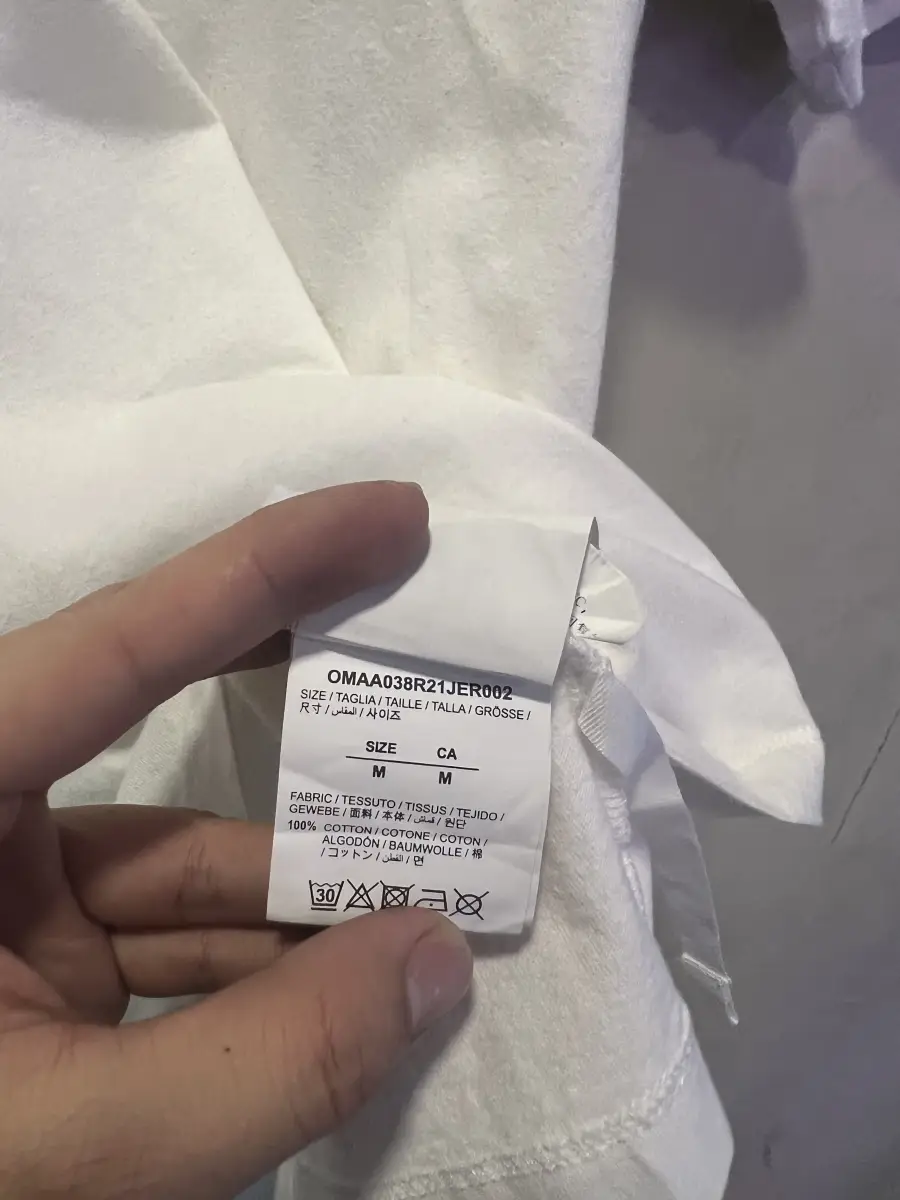 OMAA038R21JER002
SIZE / TAGLIA / TAILLE / TALLA / GRÖSSE /
尺寸 / المقاس / 사이즈
SIZE CA
M M
FABRIC / TESSUTO / TISSUS / TEJIDO /
GEWEBE / 面料 / 本体 / قماش / 원단
100% COTTON / COTONE / COTON /
ALGODÓN / BAUMWOLLE / 棉
/ コットン / القطن / 면
30